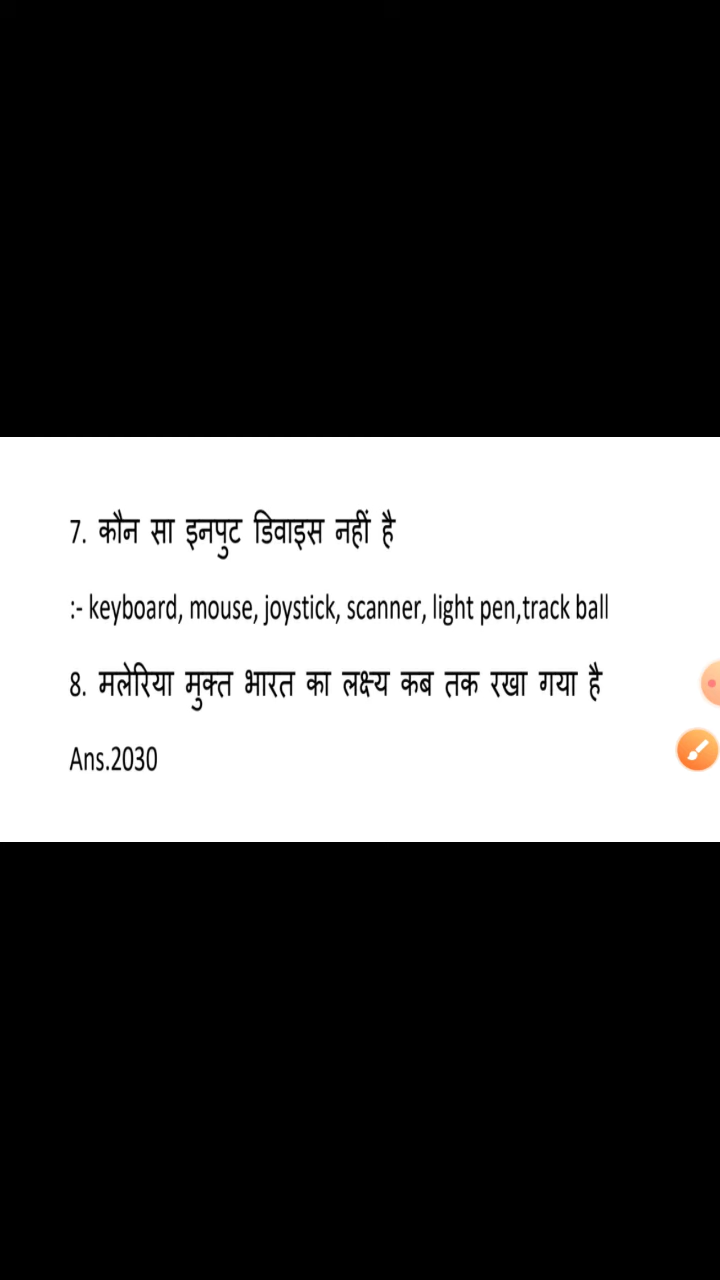 7. कौन सा इनपुट डिवाइस नहीं है
:- keyboard, mouse, joystick, scanner, light pen,track ball
8. मलेरिया मुक्त भारत का लक्ष्य कब तक रखा गया है
Ans.2030